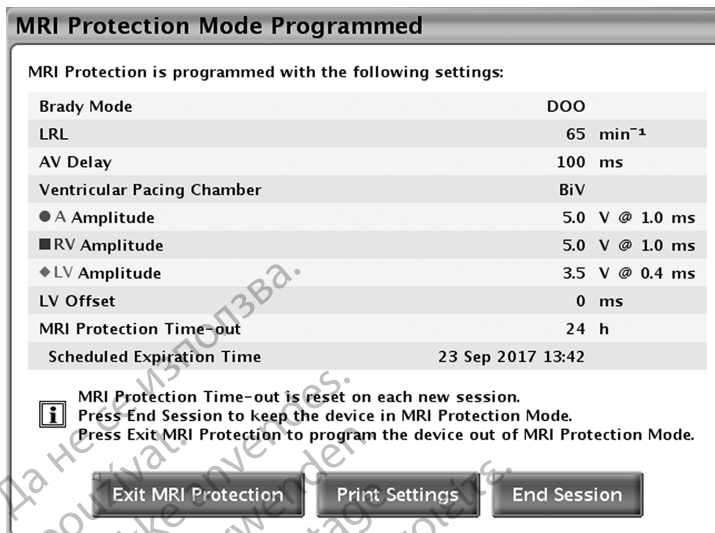 MRI Protection Mode Programmed
MRI Protection is programmed with the following settings:
Brady Mode DOO
LRL 65 min⁻¹
AV Delay 100 ms
Ventricular Pacing Chamber BiV
A Amplitude 5.0 V @ 1.0 ms
RV Amplitude 5.0 V @ 1.0 ms
LV Amplitude 3.5 V @ 0.4 ms
LV Offset 0 ms
MRI Protection Time-out 24 h
Scheduled Expiration Time 23 Sep 2017 13:42
MRI Protection Time-out is reset on each new session.
Press End Session to keep the device in MRI Protection Mode.
Press Exit MRI Protection to program the device out of MRI Protection Mode.
Exit MRI Protection Print Settings End Session
Да не се използва.